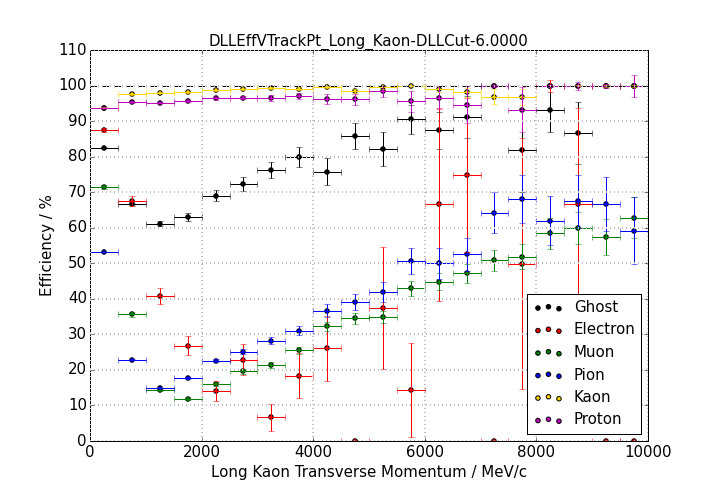 DLLEffVTrackPt_Long_Kaon-DLLCut-6.0000
110
100
90
80
70
60
50
40
30
20
10
0
Efficiency / %
0 2000 4000 6000 8000 10000
Long Kaon Transverse Momentum / MeV/c
Ghost
Electron
Muon
Pion
Kaon
Proton